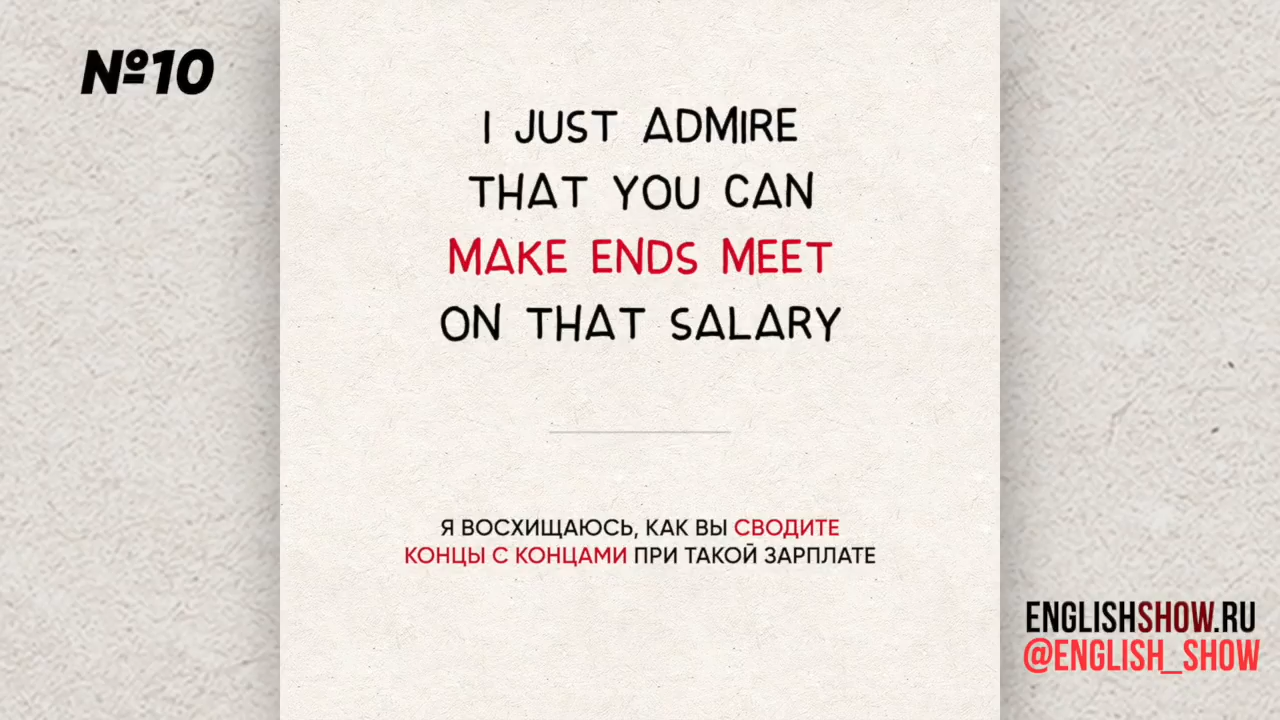 №10
I JUST ADMIRE
THAT YOU CAN
MAKE ENDS MEET
ON THAT SALARY
Я ВОСХИЩАЮСЬ, КАК ВЫ СВОДИТЕ
КОНЦЫ С КОНЦАМИ ПРИ ТАКОЙ ЗАРПЛАТЕ
ENGLISHSHOW.RU
@ENGLISH_SHOW